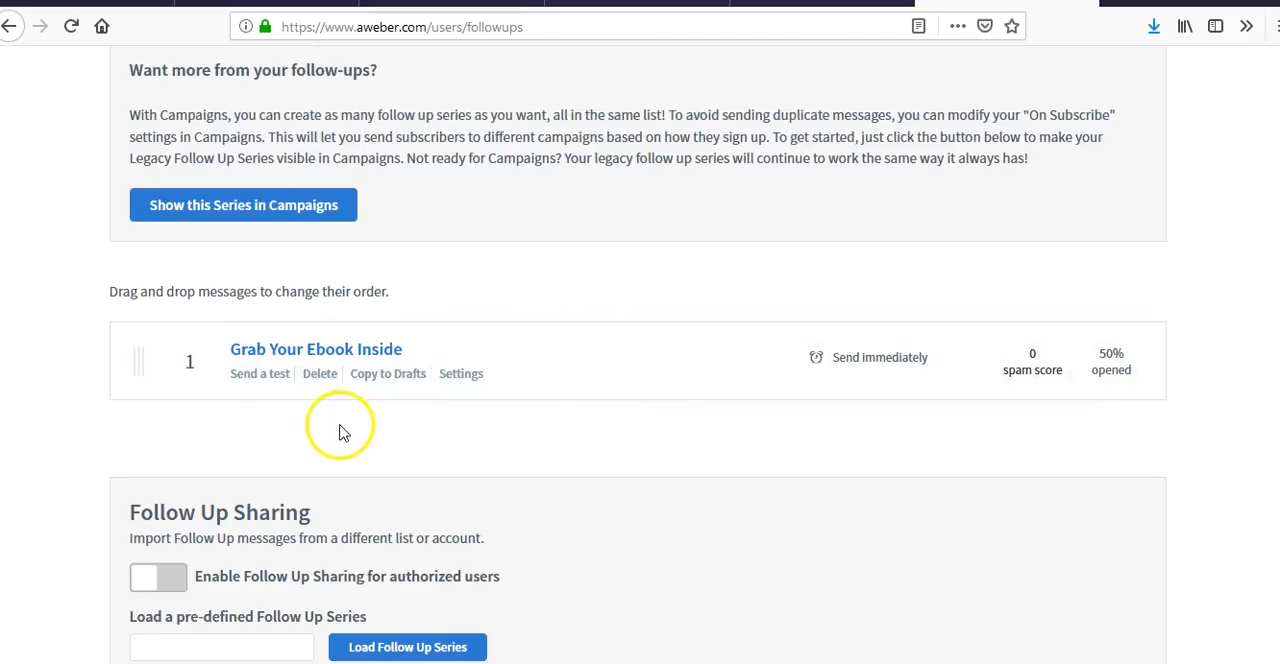 https://www.aweber.com/users/followups
Want more from your follow-ups?
With Campaigns, you can create as many follow up series as you want, all in the same list! To avoid sending duplicate messages, you can modify your "On Subscribe"
settings in Campaigns. This will let you send subscribers to different campaigns based on how they sign up. To get started, just click the button below to make your
Legacy Follow Up Series visible in Campaigns. Not ready for Campaigns? Your legacy follow up series will continue to work the same way it always has!
Show this Series in Campaigns
Drag and drop messages to change their order.
1 Grab Your Ebook Inside
Send a test Delete Copy to Drafts Settings
Send immediately
0
spam score
50%
opened
Follow Up Sharing
Import Follow Up messages from a different list or account.
Enable Follow Up Sharing for authorized users
Load a pre-defined Follow Up Series
Load Follow Up Series